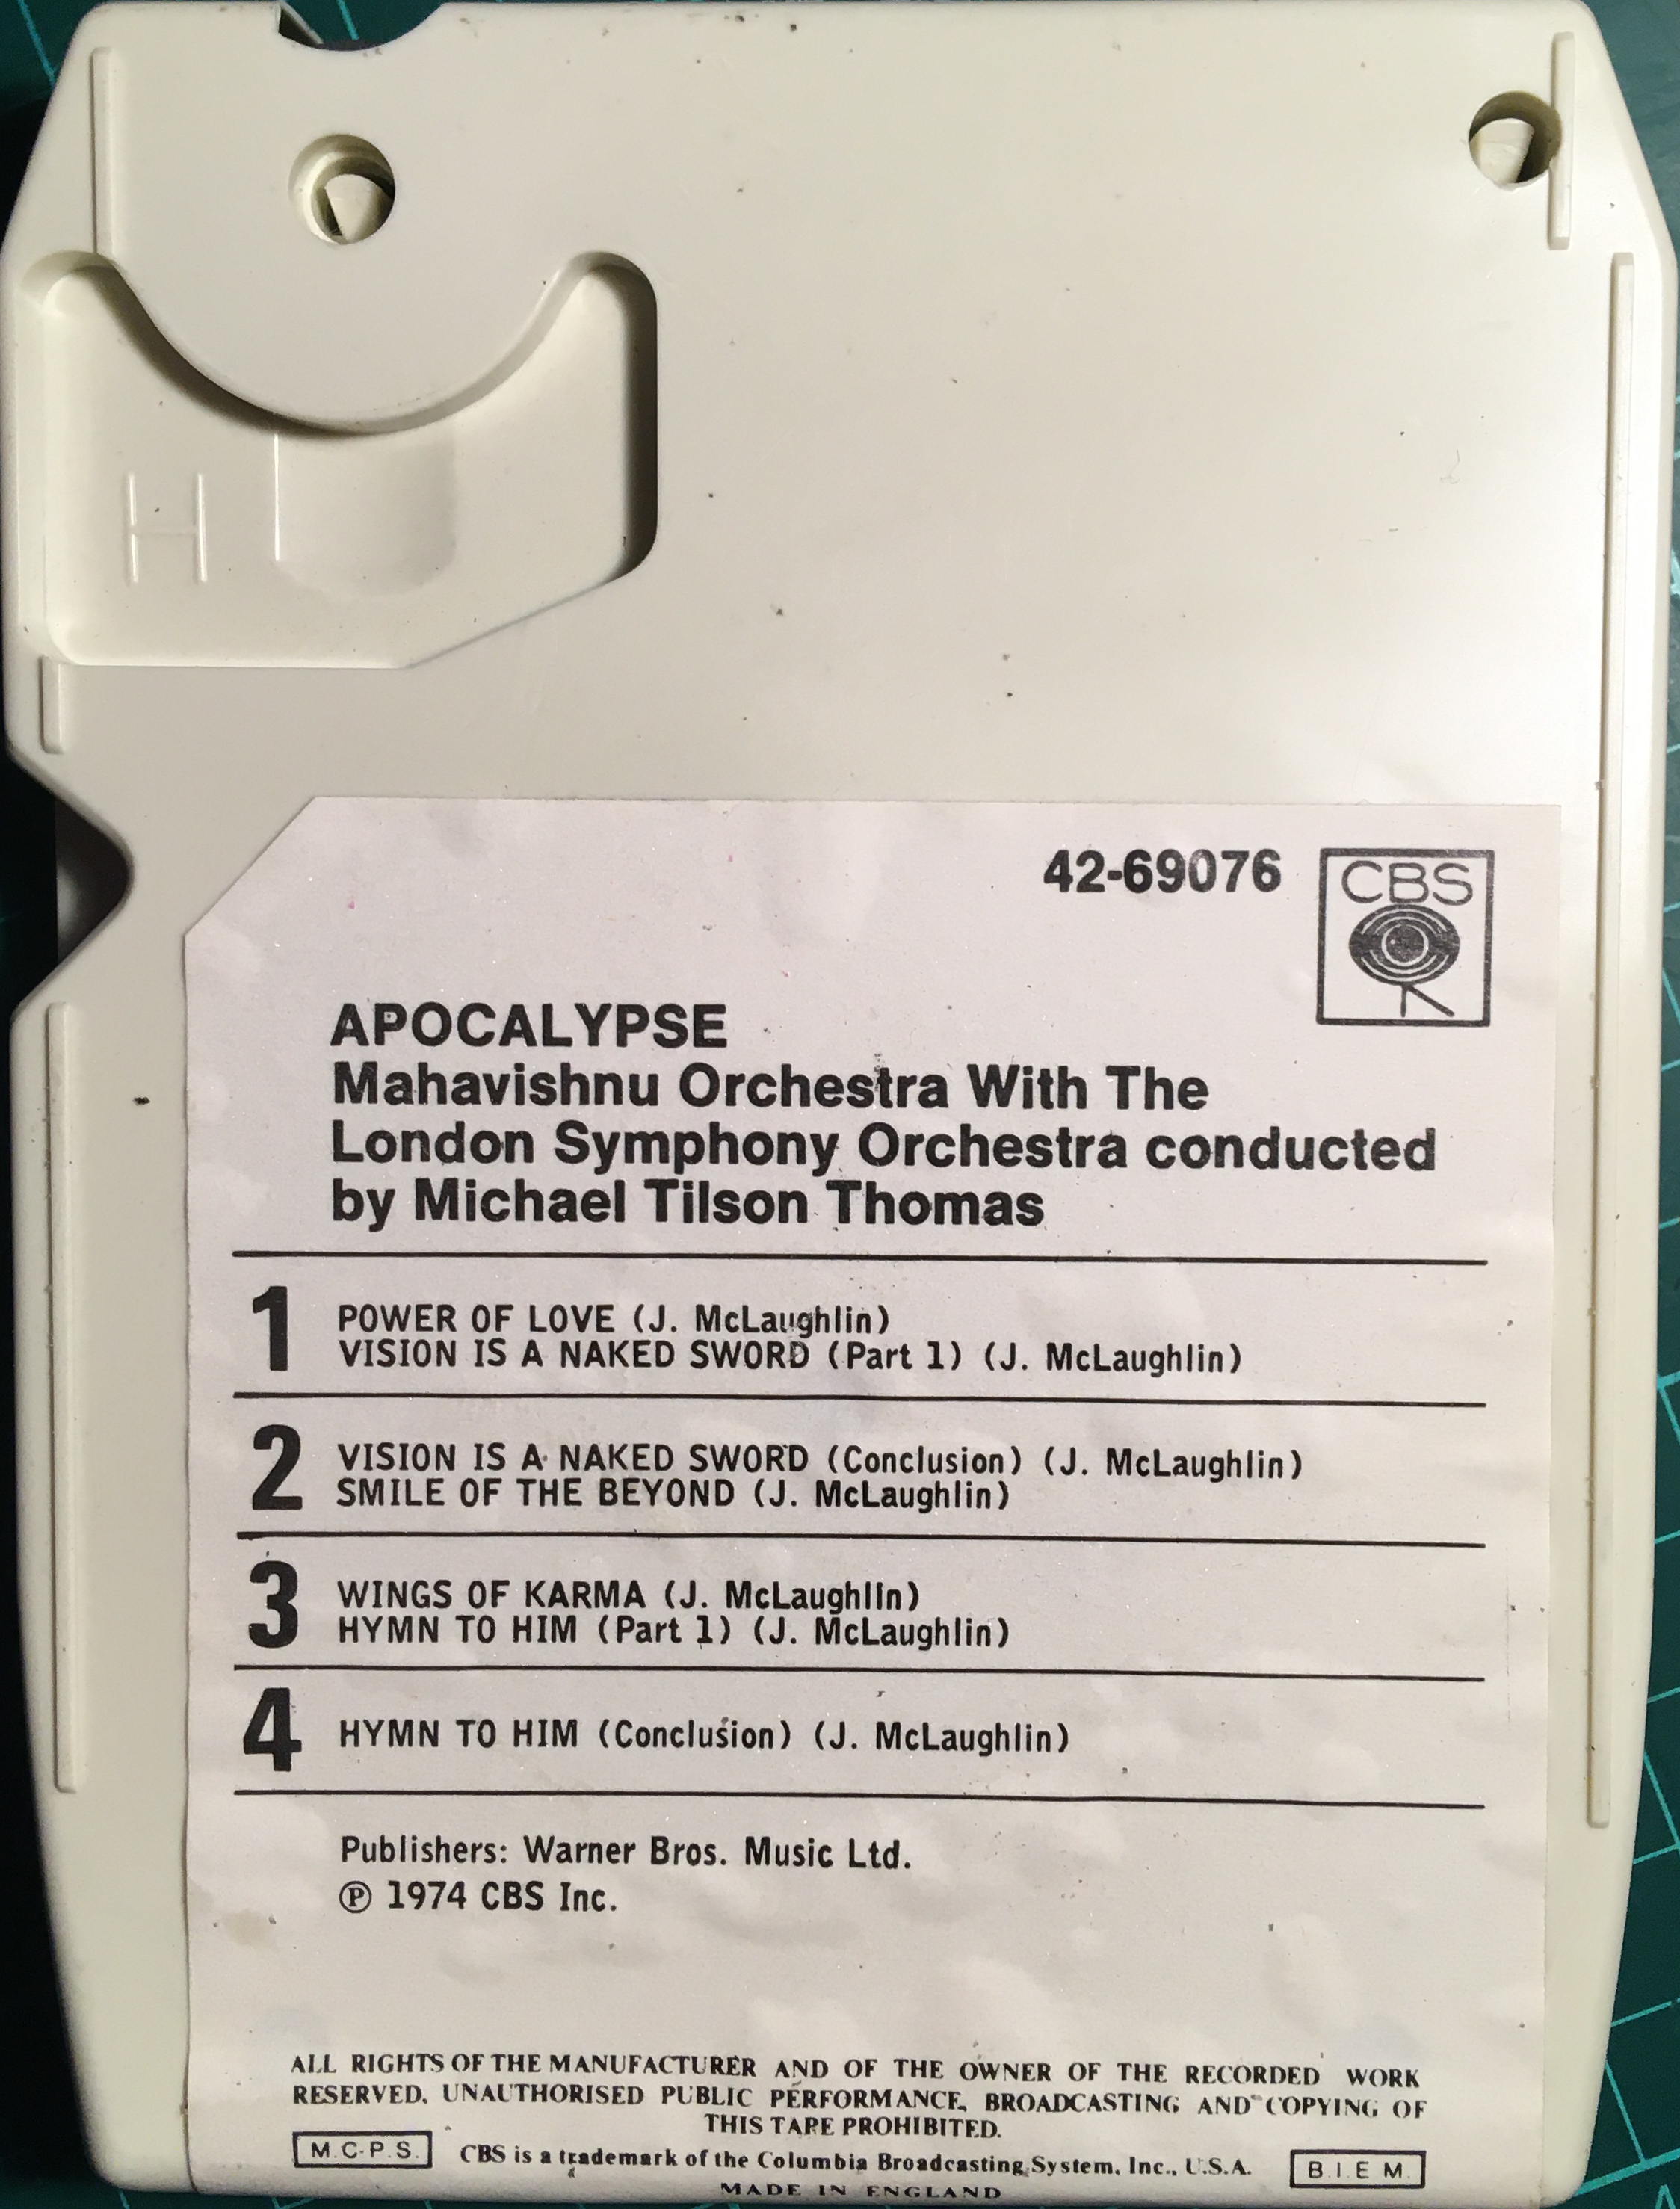 H
42-69076
CBS
APOCALYPSE
Mahavishnu Orchestra With The
London Symphony Orchestra conducted
by Michael Tilson Thomas
1
POWER OF LOVE (J. McLaughlin)
VISION IS A NAKED SWORD (Part 1) (J. McLaughlin)
2
VISION IS A NAKED SWORD (Conclusion) (J. McLaughlin)
SMILE OF THE BEYOND (J. McLaughlin)
3
WINGS OF KARMA (J. McLaughlin)
HYMN TO HIM (Part 1) (J. McLaughlin)
4
HYMN TO HIM (Conclusion) (J. McLaughlin)
Publishers: Warner Bros. Music Ltd.
℗ 1974 CBS Inc.
ALL RIGHTS OF THE MANUFACTURER AND OF THE OWNER OF THE RECORDED WORK
RESERVED. UNAUTHORISED PUBLIC PERFORMANCE, BROADCASTING AND COPYING OF
THIS TAPE PROHIBITED.
M.C.P.S. CBS is a trademark of the Columbia Broadcasting System, Inc., U.S.A. B.I.E.M.
MADE IN ENGLAND